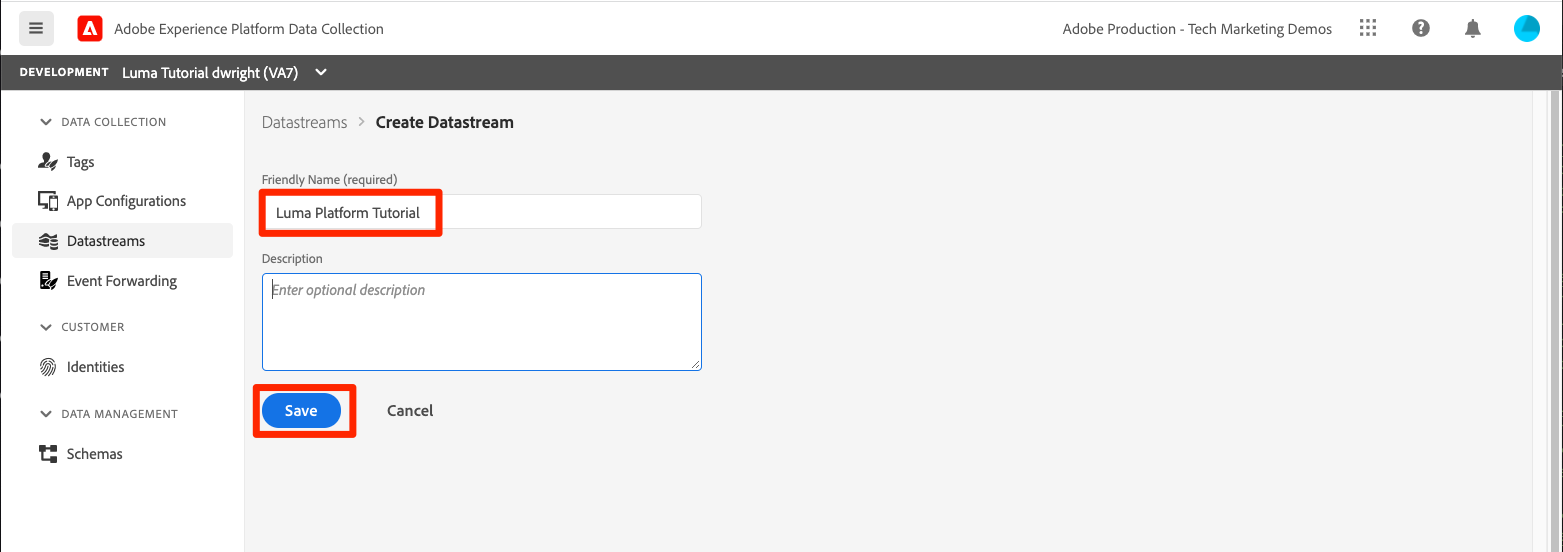 Adobe Experience Platform Data Collection
Adobe Production - Tech Marketing Demos
DEVELOPMENT Luma Tutorial dwright (VA7)
DATA COLLECTION
Tags
App Configurations
Datastreams
Event Forwarding
CUSTOMER
Identities
DATA MANAGEMENT
Schemas
Datastreams > Create Datastream
Friendly Name (required)
Luma Platform Tutorial
Description
Enter optional description
Save Cancel